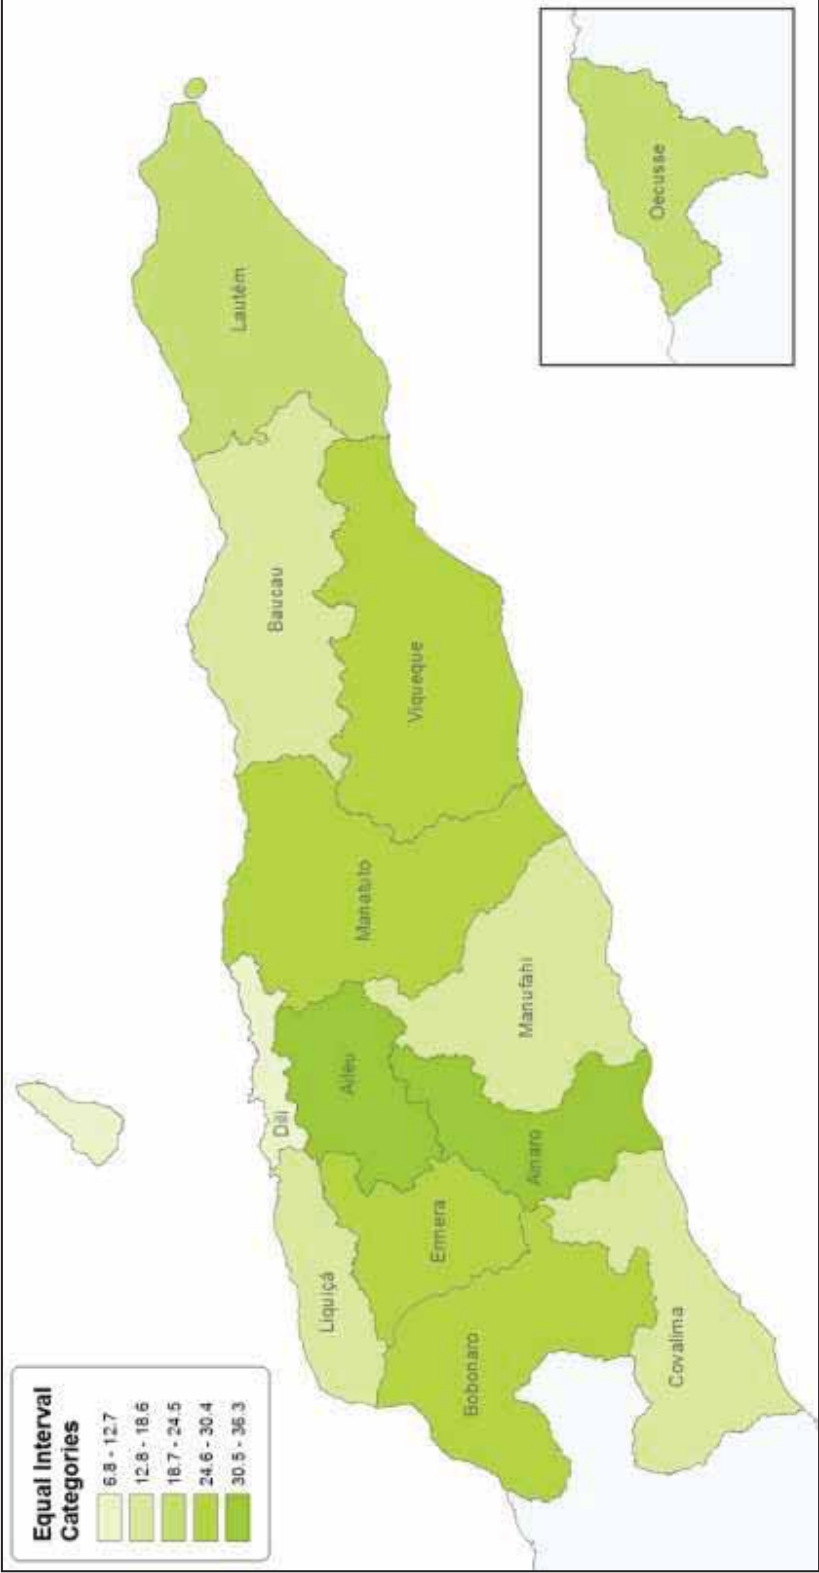 Equal Interval
Categories
6.8 - 12.7
12.8 - 18.6
18.7 - 24.5
24.6 - 30.4
30.5 - 36.3
Lautém
Baucau
Viqueque
Manatuto
Manufahi
Aileu
Dili
Ainaro
Ermera
Liquiçá
Bobonaro
Covalima
Oecusse